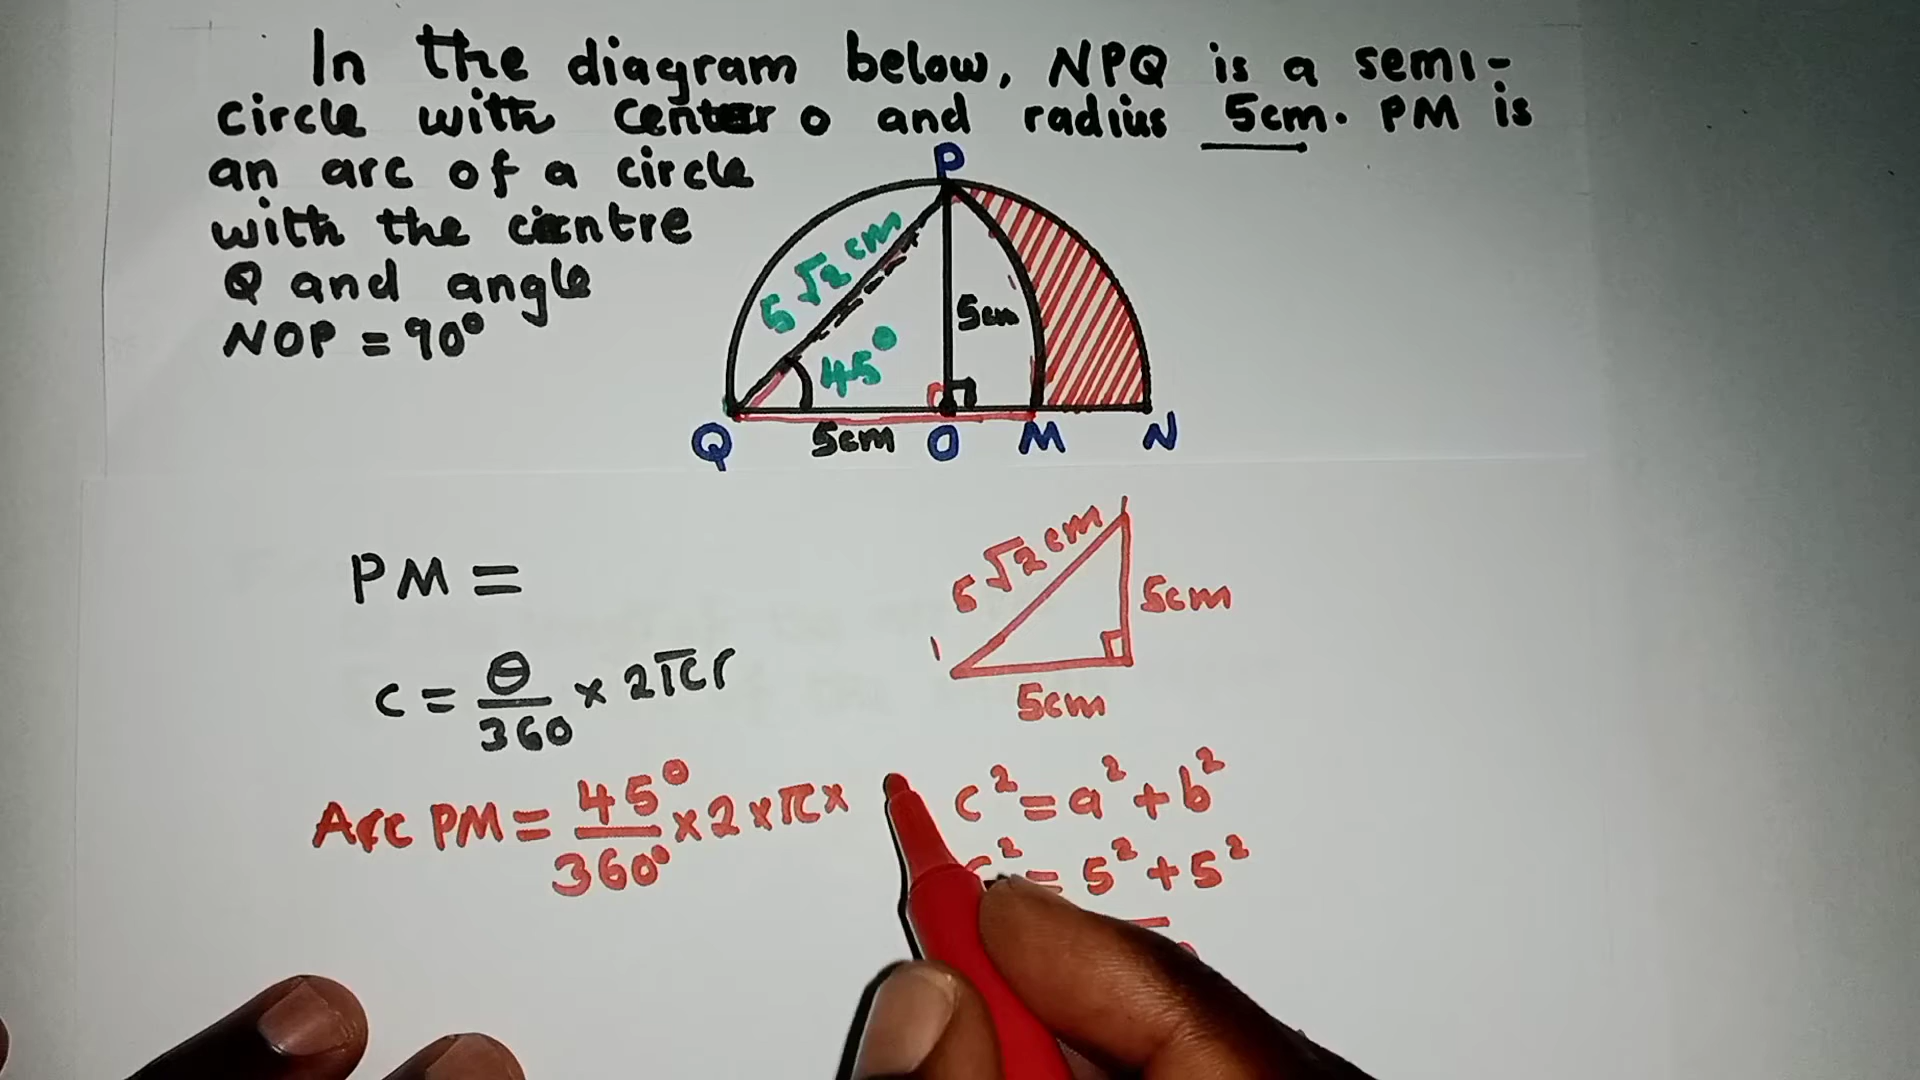 In the diagram below, NPQ is a semi-
circle with center O and radius 5cm. PM is
an arc of a circle
with the centre
Q and angle
NOP = 90°
P
5√2 cm
5cm
45°
Q 5cm O M N
PM =
c = θ/360 × 2πr
Arc PM = 45°/360° × 2 × π ×
5√2 cm
5cm
5cm
c² = a² + b²
= 5² + 5²